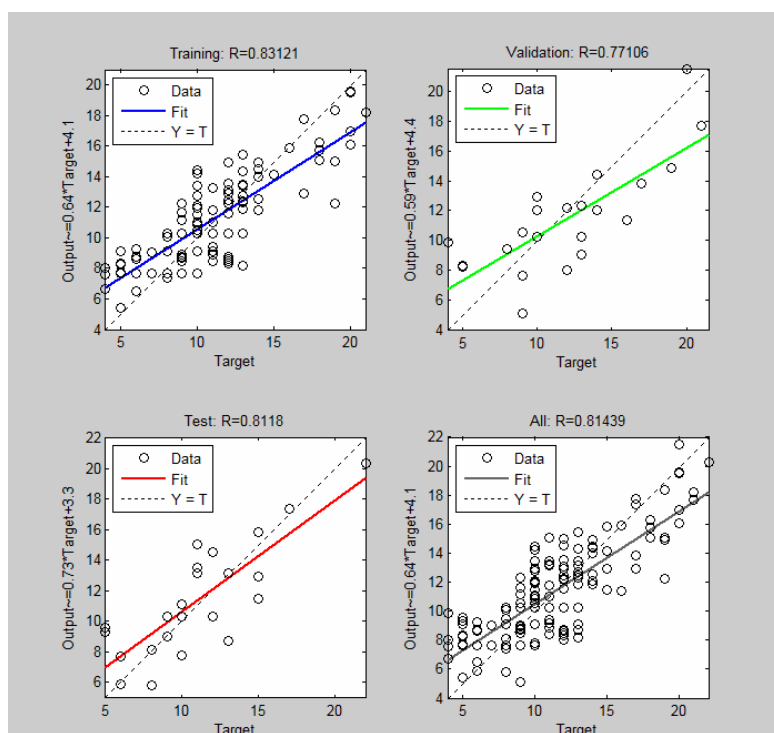 Training: R=0.83121
Output~=0.64*Target+4.1
20
18
16
14
12
10
8
6
4
Data
Fit
Y = T
5
10
15
20
Target
Validation: R=0.77106
Output~=0.59*Target+4.4
20
18
16
14
12
10
8
6
4
Data
Fit
Y = T
5
10
15
20
Target
Test: R=0.8118
Output~=0.73*Target+3.3
22
20
18
16
14
12
10
8
6
Data
Fit
Y = T
5
10
15
20
Target
All: R=0.81439
Output~=0.64*Target+4.1
22
20
18
16
14
12
10
8
6
4
Data
Fit
Y = T
5
10
15
20
Target